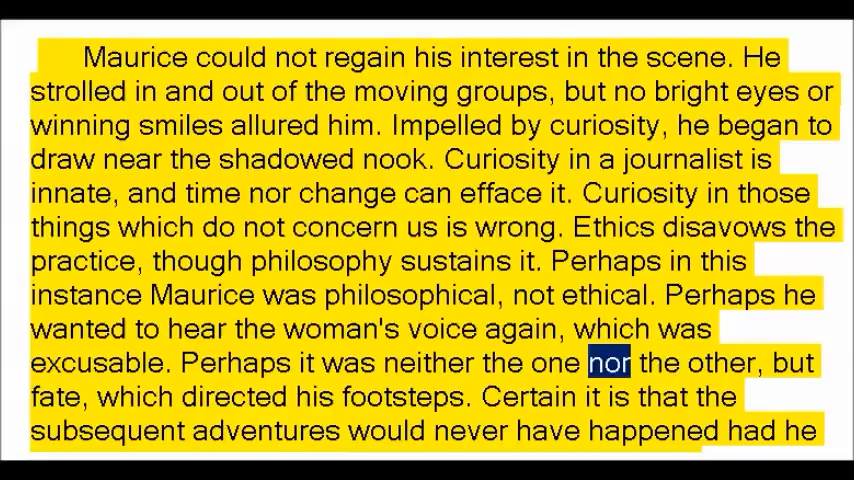 Maurice could not regain his interest in the scene. He
strolled in and out of the moving groups, but no bright eyes or
winning smiles allured him. Impelled by curiosity, he began to
draw near the shadowed nook. Curiosity in a journalist is
innate, and time nor change can efface it. Curiosity in those
things which do not concern us is wrong. Ethics disavows the
practice, though philosophy sustains it. Perhaps in this
instance Maurice was philosophical, not ethical. Perhaps he
wanted to hear the woman's voice again, which was
excusable. Perhaps it was neither the one nor the other, but
fate, which directed his footsteps. Certain it is that the
subsequent adventures would never have happened had he